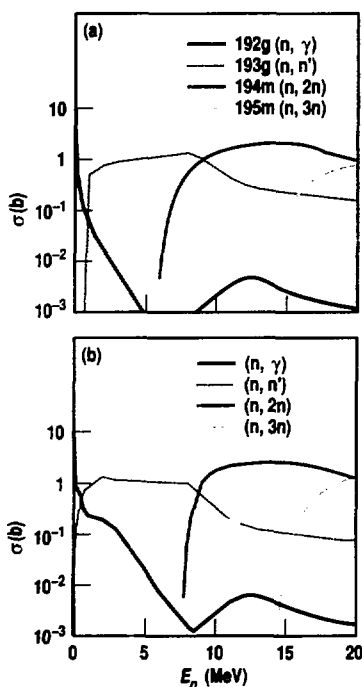 (a)
192g (n, γ)
193g (n, n')
194m (n, 2n)
195m (n, 3n)
10
1
10⁻¹
10⁻²
10⁻³
σ(b)
(b)
(n, γ)
(n, n')
(n, 2n)
(n, 3n)
10
1
10⁻¹
10⁻²
10⁻³
σ(b)
0 5 10 15 20
Eₙ (MeV)